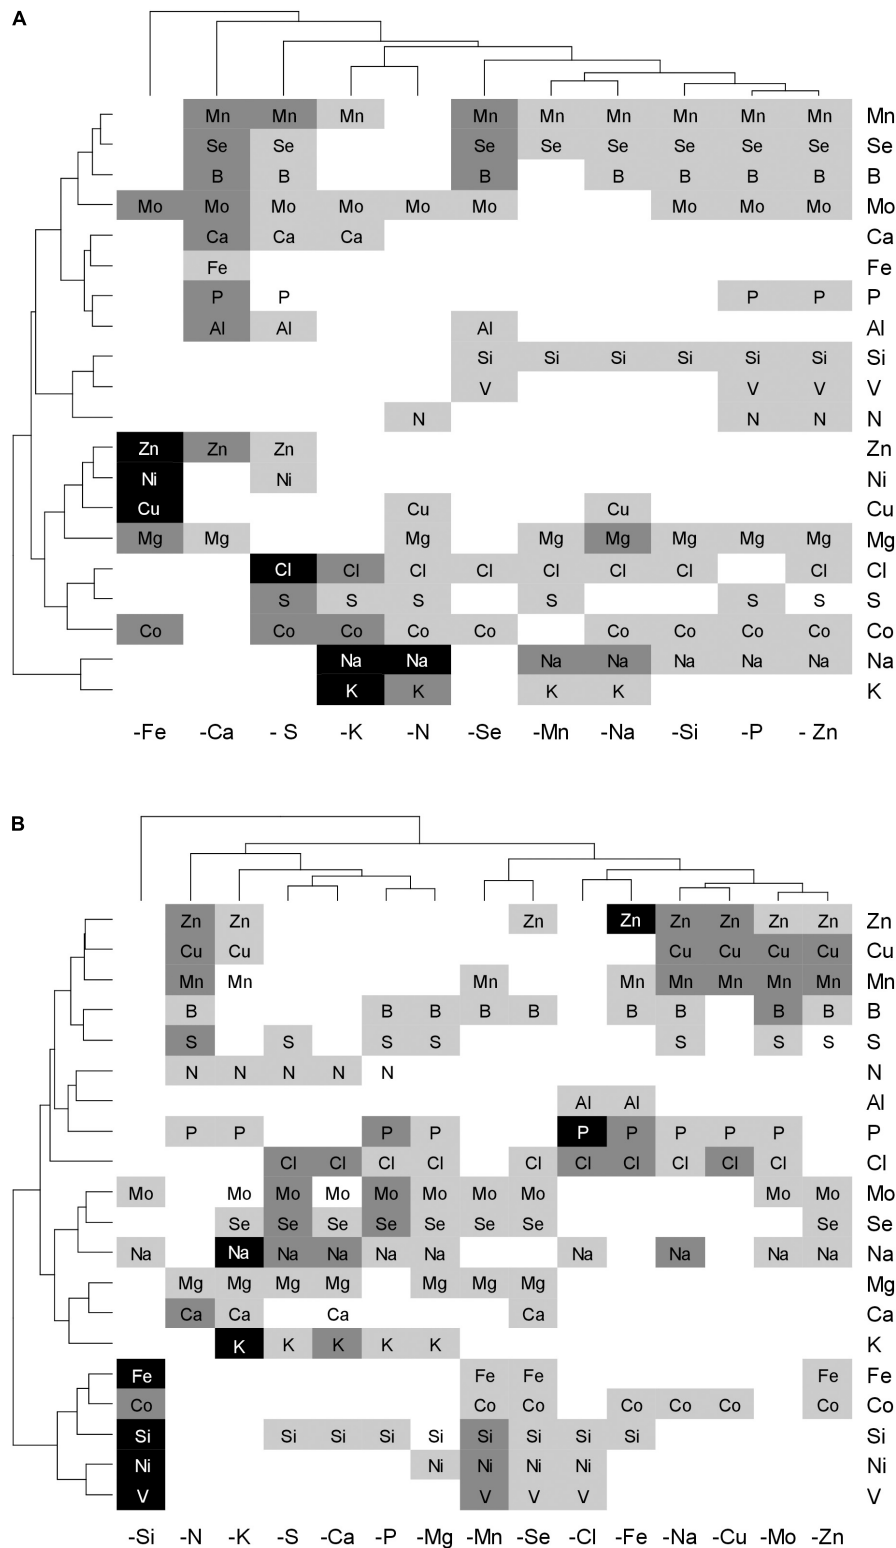 A
Mn Mn Mn Mn Mn Mn Mn Mn Mn Mn
Se Se Se Se Se Se Se Se Se
B B B B B B B B
Mo Mo Mo Mo Mo Mo Mo Mo Mo Mo
Ca Ca Ca Ca
Fe Fe
P P P P P
Al Al Al Al
Si Si Si Si Si Si Si
V V V V
N N N N
Zn Zn Zn Zn
Ni Ni Ni
Cu Cu Cu Cu
Mg Mg Mg Mg Mg Mg Mg Mg Mg
Cl Cl Cl Cl Cl Cl Cl Cl Cl
S S S S S S S
Co Co Co Co Co Co Co Co Co Co
Na Na Na Na Na Na Na Na
K K K K K
-Fe -Ca - S -K -N -Se -Mn -Na -Si -P - Zn
B
Zn Zn Zn Zn Zn Zn Zn Zn Zn
Cu Cu Cu Cu Cu Cu Cu
Mn Mn Mn Mn Mn Mn Mn Mn Mn
B B B B B B B B B B
S S S S S S S S S
N N N N N N
Al Al Al
P P P P P P P P P P
Cl Cl Cl Cl Cl Cl Cl Cl Cl Cl Cl
Mo Mo Mo Mo Mo Mo Mo Mo Mo Mo Mo
Se Se Se Se Se Se Se Se Se
Na Na Na Na Na Na Na Na Na Na Na
Mg Mg Mg Mg Mg Mg Mg Mg
Ca Ca Ca Ca Ca
K K K K K K
Fe Fe Fe Fe Fe
Co Co Co Co Co Co Co Co
Si Si Si Si Si Si Si Si Si Si
Ni Ni Ni Ni Ni Ni
V V V V V
-Si -N -K -S -Ca -P -Mg -Mn -Se -Cl -Fe -Na -Cu -Mo -Zn